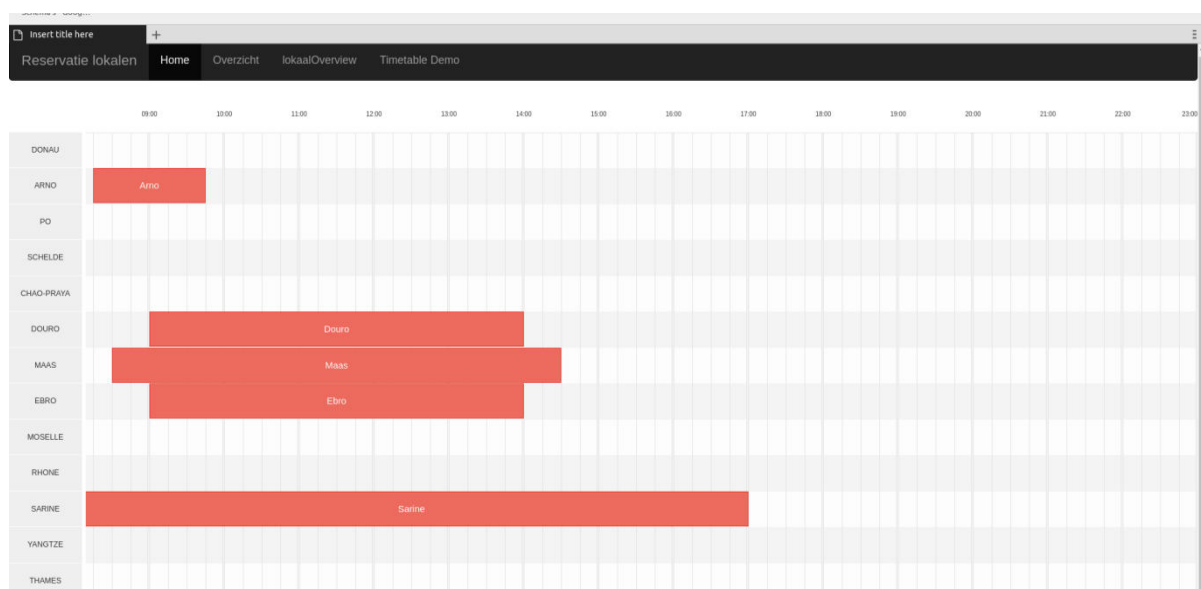 Insert title here +
Reservatie lokalen Home Overzicht lokaalOverview Timetable Demo
09:00 10:00 11:00 12:00 13:00 14:00 15:00 16:00 17:00 18:00 19:00 20:00 21:00 22:00 23:00
DONAU
ARNO Arno
PO
SCHELDE
CHAO-PRAYA
DOURO Douro
MAAS Maas
EBRO Ebro
MOSELLE
RHONE
SARINE Sarine
YANGTZE
THAMES